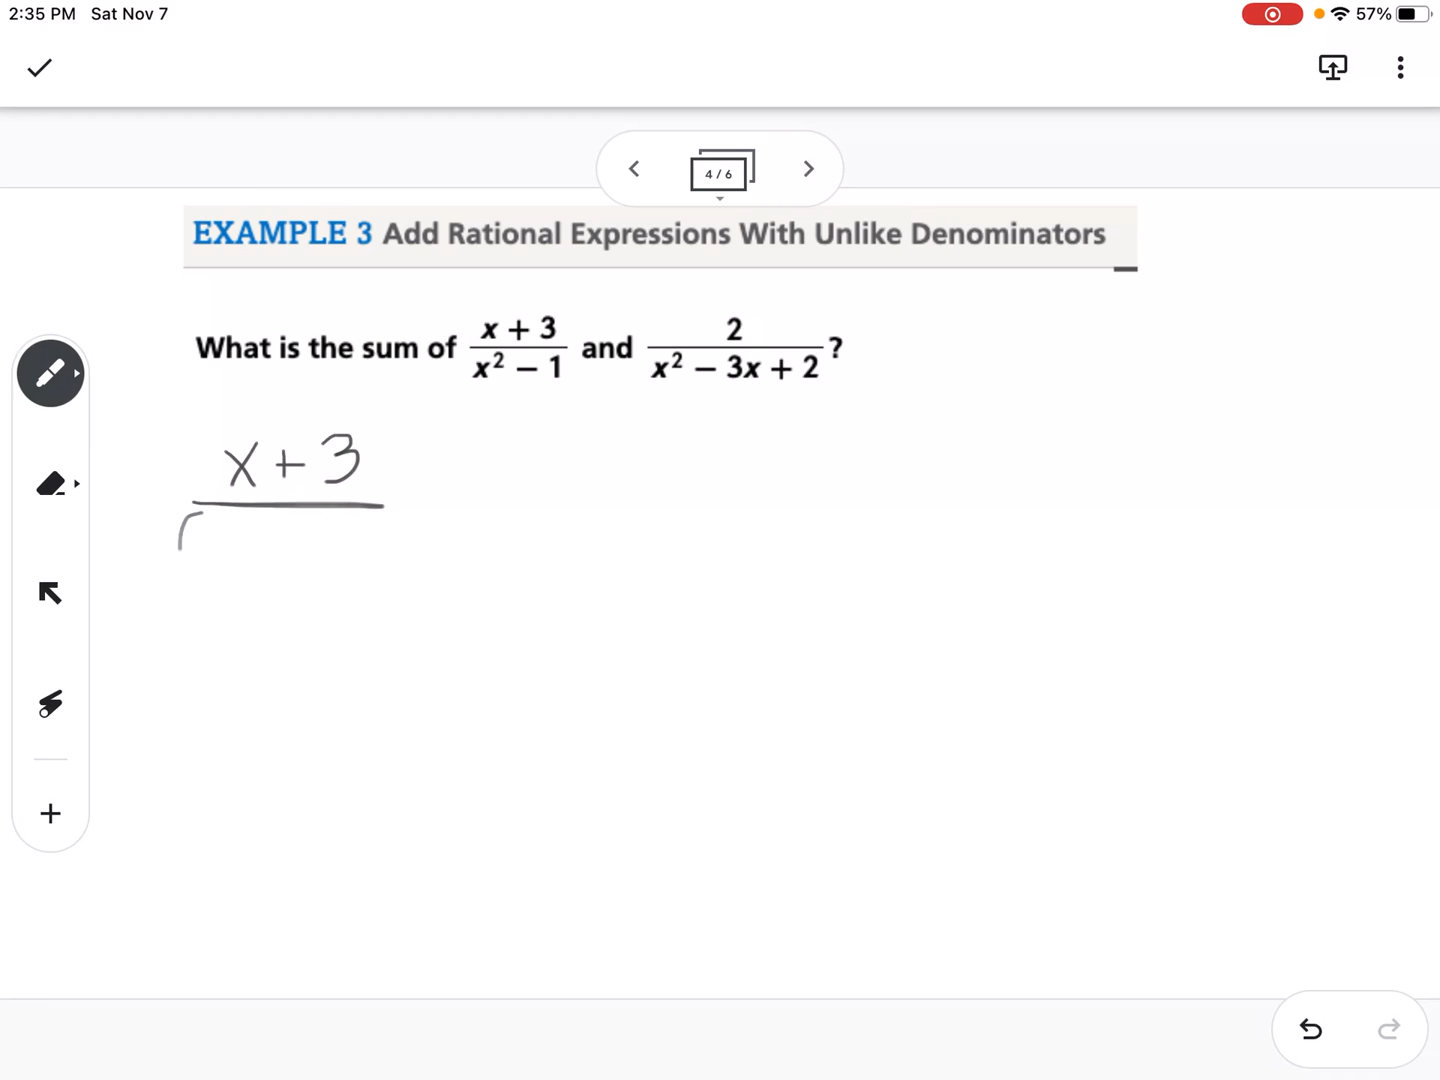 2:35 PM Sat Nov 7 57%
4 / 6
EXAMPLE 3 Add Rational Expressions With Unlike Denominators
What is the sum of (x + 3)/(x² − 1) and 2/(x² − 3x + 2)?
x + 3